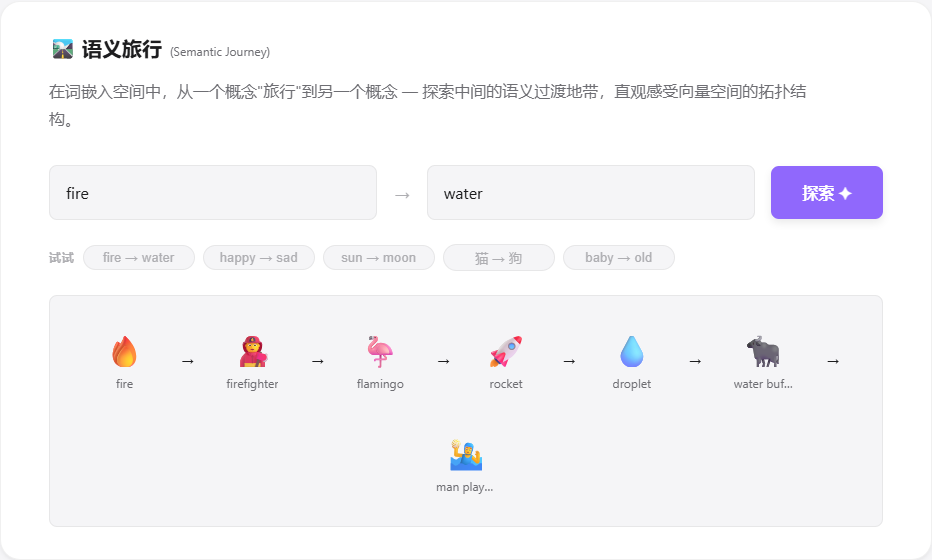 语义旅行 (Semantic Journey)
在词嵌入空间中，从一个概念"旅行"到另一个概念 — 探索中间的语义过渡地带，直观感受向量空间的拓扑结
构。
fire → water 探索 ✦
试试 fire → water happy → sad sun → moon 猫 → 狗 baby → old
→ → → → → →
fire firefighter flamingo rocket droplet water buf...
man play...